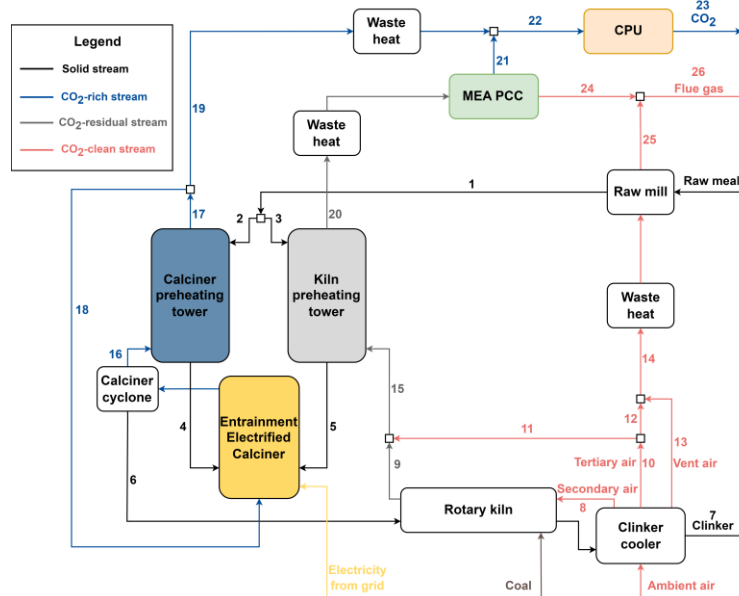 23
CO2
Waste
heat
22
CPU
Legend
Solid stream
CO2-rich stream
CO2-residual stream
CO2-clean stream
19
21
MEA PCC
24
26
Flue gas
Waste
heat
25
1
Raw meal
Raw mill
17
2
3
20
Calciner
preheating
tower
Kiln
preheating
tower
Waste
heat
18
16
14
Calciner
cyclone
15
Entrainment
Electrified
Calciner
4
5
12
11
13
6
9
Tertiary air
10
Vent air
Secondary air
8
Rotary kiln
7
Clinker
Clinker
cooler
Electricity
from grid
Coal
Ambient air